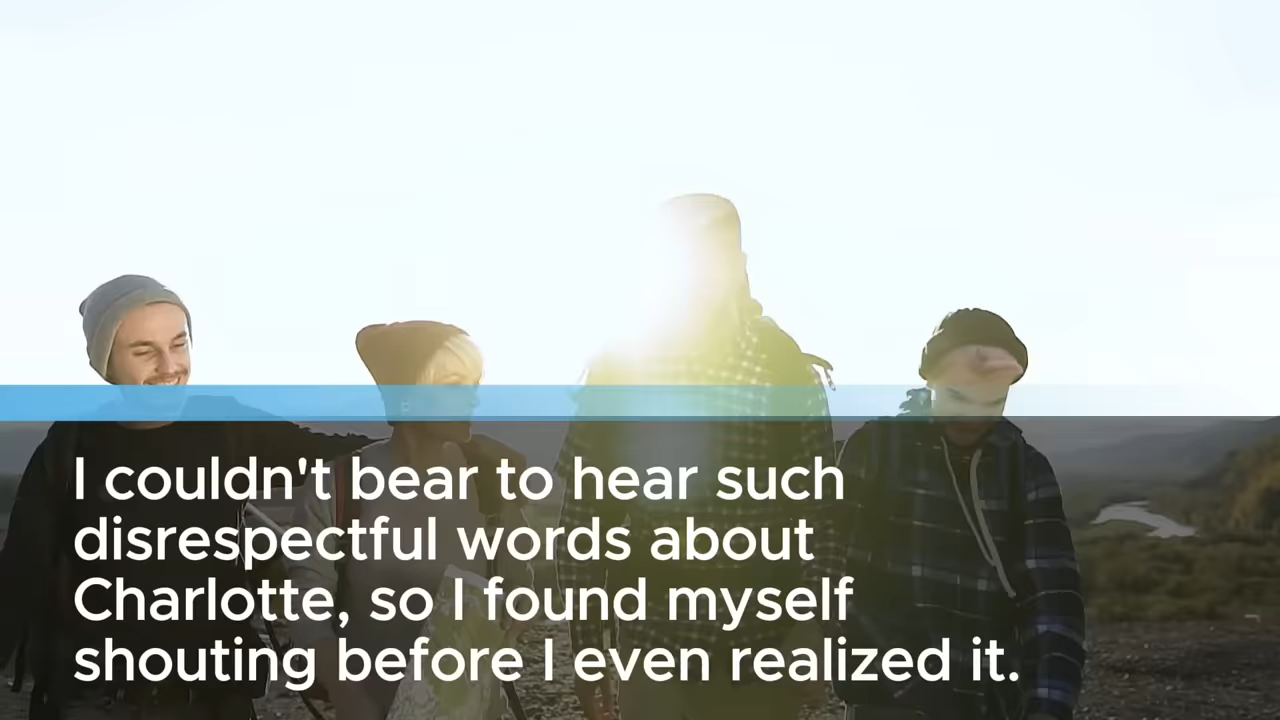 I couldn't bear to hear such
disrespectful words about
Charlotte, so I found myself
shouting before I even realized it.